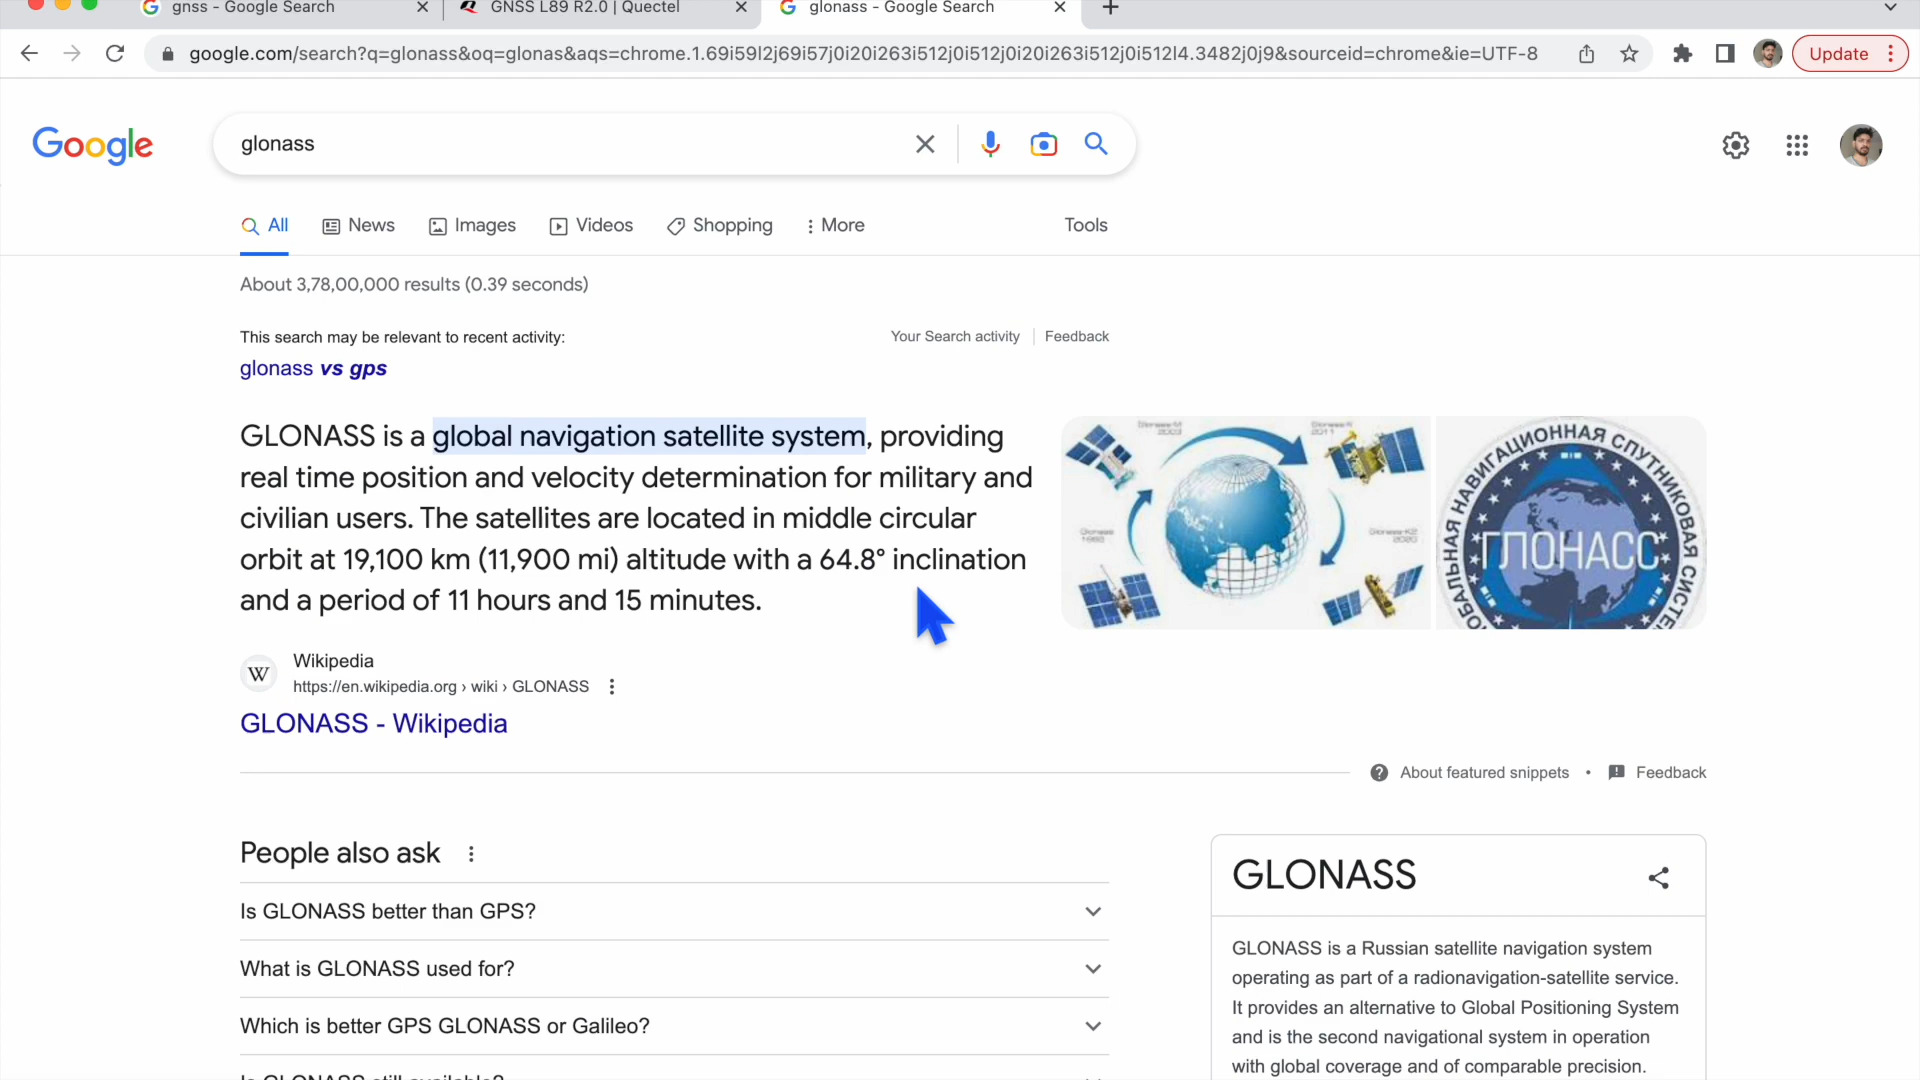 gnss - Google Search
GNSS L89 R2.0 | Quectel
glonass - Google Search
google.com/search?q=glonass&oq=glonas&aqs=chrome.1.69i59l2j69i57j0i20i263i512j0i512j0i20i263i512j0i512l4.3482j0j9&sourceid=chrome&ie=UTF-8
Update
Google
glonass
All
News
Images
Videos
Shopping
More
Tools
About 3,78,00,000 results (0.39 seconds)
This search may be relevant to recent activity:
Your Search activity
Feedback
glonass vs gps
GLONASS is a global navigation satellite system, providing
real time position and velocity determination for military and
civilian users. The satellites are located in middle circular
orbit at 19,100 km (11,900 mi) altitude with a 64.8° inclination
and a period of 11 hours and 15 minutes.
НАВИГАЦИОННАЯ СПУТНИКОВАЯ
ГЛОНАСС
W
Wikipedia
https://en.wikipedia.org › wiki › GLONASS
GLONASS - Wikipedia
About featured snippets • Feedback
People also ask
Is GLONASS better than GPS?
What is GLONASS used for?
Which is better GPS GLONASS or Galileo?
Is GLONASS still available?
GLONASS
GLONASS is a Russian satellite navigation system
operating as part of a radionavigation-satellite service.
It provides an alternative to Global Positioning System
and is the second navigational system in operation
with global coverage and of comparable precision.